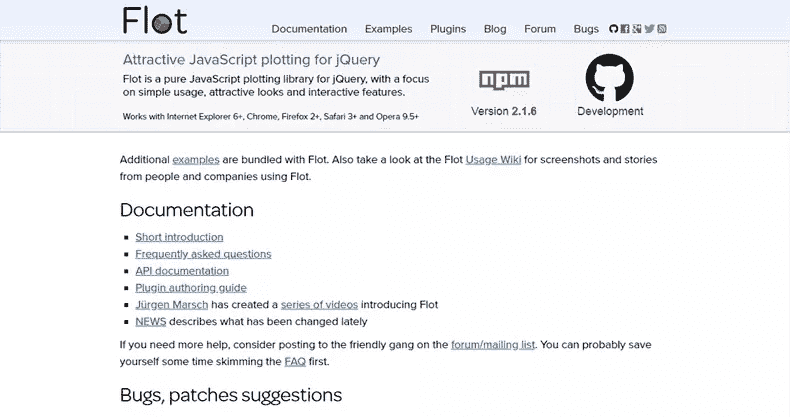 Flot
Documentation Examples Plugins Blog Forum Bugs
Attractive JavaScript plotting for jQuery
Flot is a pure JavaScript plotting library for jQuery, with a focus
on simple usage, attractive looks and interactive features.
Works with Internet Explorer 6+, Chrome, Firefox 2+, Safari 3+ and Opera 9.5+
npm
Version 2.1.6
Development
Additional examples are bundled with Flot. Also take a look at the Flot Usage Wiki for screenshots and stories
from people and companies using Flot.
Documentation
Short introduction
Frequently asked questions
API documentation
Plugin authoring guide
Jürgen Marsch has created a series of videos introducing Flot
NEWS describes what has been changed lately
If you need more help, consider posting to the friendly gang on the forum/mailing list. You can probably save
yourself some time skimming the FAQ first.
Bugs, patches suggestions